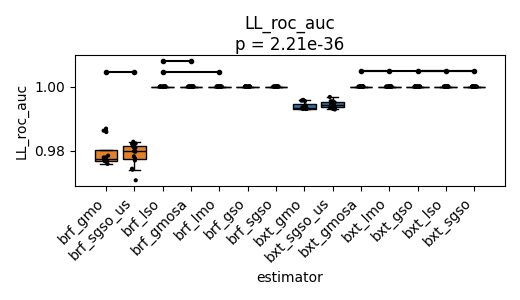 LL_roc_auc
p = 2.21e-36
LL_roc_auc
1.00
0.98
brf_gmo
brf_sgso_us
brf_lso
brf_gmosa
brf_lmo
brf_gso
brf_sgso
bxt_gmo
bxt_sgso_us
bxt_gmosa
bxt_lmo
bxt_gso
bxt_lso
bxt_sgso
estimator